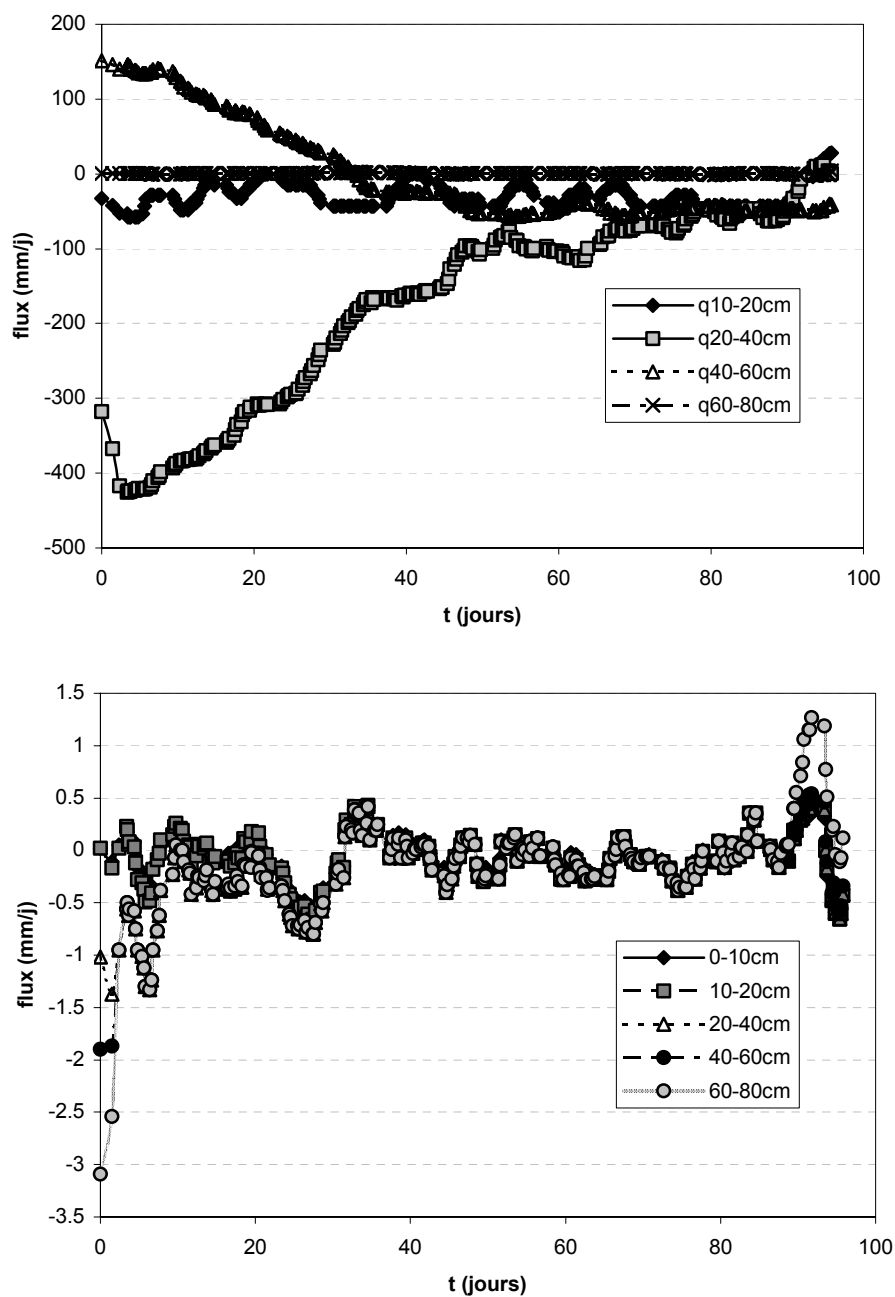 200
100
0
-100
-200
-300
-400
-500
flux (mm/j)
0 20 40 60 80 100
t (jours)
q10-20cm
q20-40cm
q40-60cm
q60-80cm
1.5
1
0.5
0
-0.5
-1
-1.5
-2
-2.5
-3
-3.5
flux (mm/j)
0 20 40 60 80 100
t (jours)
0-10cm
10-20cm
20-40cm
40-60cm
60-80cm